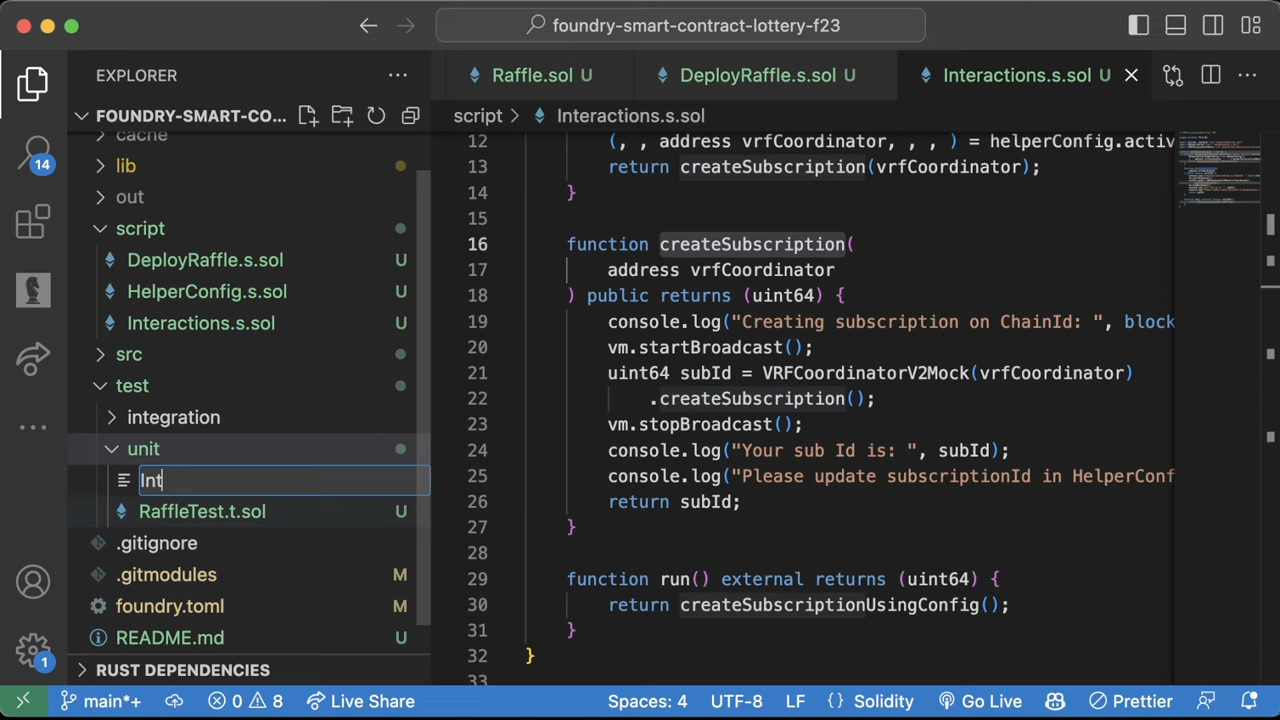 foundry-smart-contract-lottery-f23
EXPLORER
FOUNDRY-SMART-CO...
cache
lib
out
script
DeployRaffle.s.sol U
HelperConfig.s.sol U
Interactions.s.sol U
src
test
integration
unit
Int
RaffleTest.t.sol U
.gitignore
.gitmodules M
foundry.toml M
README.md U
RUST DEPENDENCIES
14
1
Raffle.sol U
DeployRaffle.s.sol U
Interactions.s.sol U
script > Interactions.s.sol
12 (, , address vrfCoordinator, , , ) = helperConfig.activ
13 return createSubscription(vrfCoordinator);
14 }
15
16 function createSubscription(
17 address vrfCoordinator
18 ) public returns (uint64) {
19 console.log("Creating subscription on ChainId: ", block
20 vm.startBroadcast();
21 uint64 subId = VRFCoordinatorV2Mock(vrfCoordinator)
22 .createSubscription();
23 vm.stopBroadcast();
24 console.log("Your sub Id is: ", subId);
25 console.log("Please update subscriptionId in HelperConf
26 return subId;
27 }
28
29 function run() external returns (uint64) {
30 return createSubscriptionUsingConfig();
31 }
32 }
33
main*+ 0 8 Live Share Spaces: 4 UTF-8 LF {} Solidity Go Live Prettier